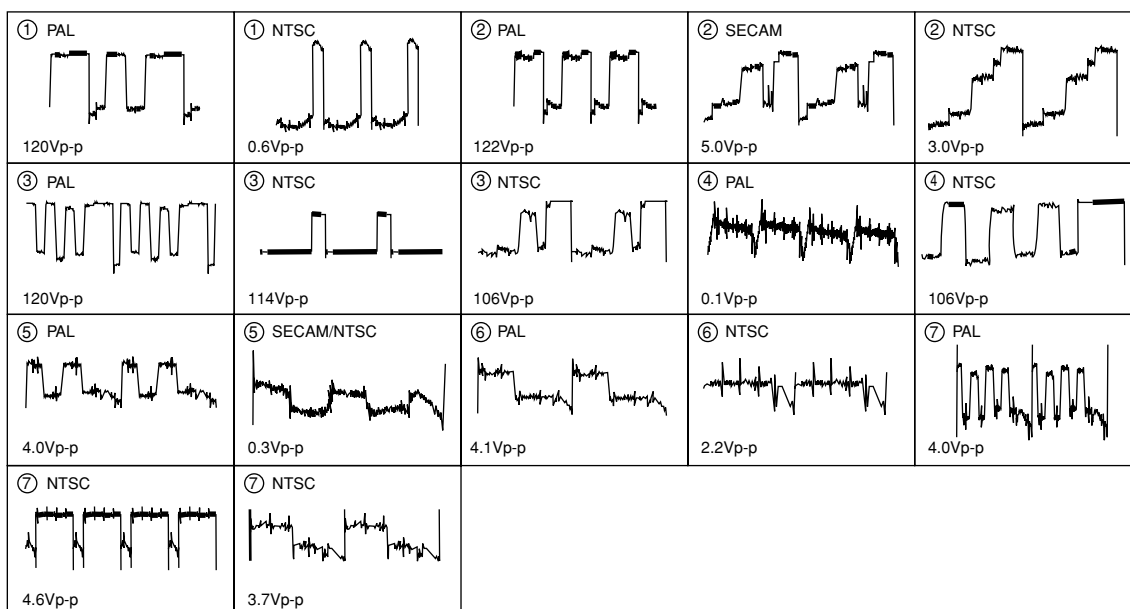 ① PAL
120Vp-p
① NTSC
0.6Vp-p
② PAL
122Vp-p
② SECAM
5.0Vp-p
② NTSC
3.0Vp-p
③ PAL
120Vp-p
③ NTSC
114Vp-p
③ NTSC
106Vp-p
④ PAL
0.1Vp-p
④ NTSC
106Vp-p
⑤ PAL
4.0Vp-p
⑤ SECAM/NTSC
0.3Vp-p
⑥ PAL
4.1Vp-p
⑥ NTSC
2.2Vp-p
⑦ PAL
4.0Vp-p
⑦ NTSC
4.6Vp-p
⑦ NTSC
3.7Vp-p